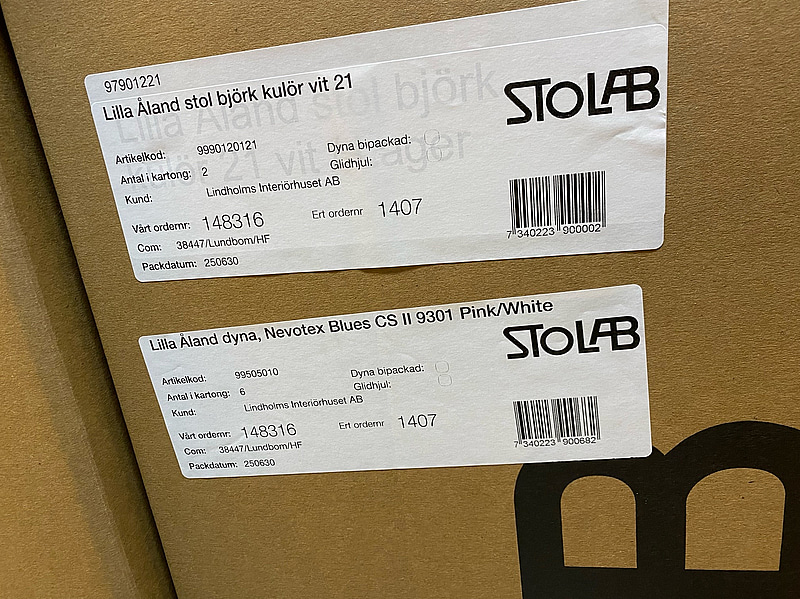 97901221
Lilla Åland stol björk kulör vit 21
STOLAB
Artikelkod: 9990120121
Dyna bipackad:
Antal i kartong: 2
Glidhjul:
Kund: Lindholms Interiörhuset AB
Vårt ordernr: 148316
Ert ordernr 1407
Com: 38447/Lundbom/HF
Packdatum: 250630
7 340223 900002
Lilla Åland dyna, Nevotex Blues CS II 9301 Pink/White
STOLAB
Artikelkod: 99505010
Dyna bipackad:
Antal i kartong: 6
Glidhjul:
Kund: Lindholms Interiörhuset AB
Vårt ordernr: 148316
Ert ordernr 1407
Com: 38447/Lundbom/HF
Packdatum: 250630
7 340223 900682
B